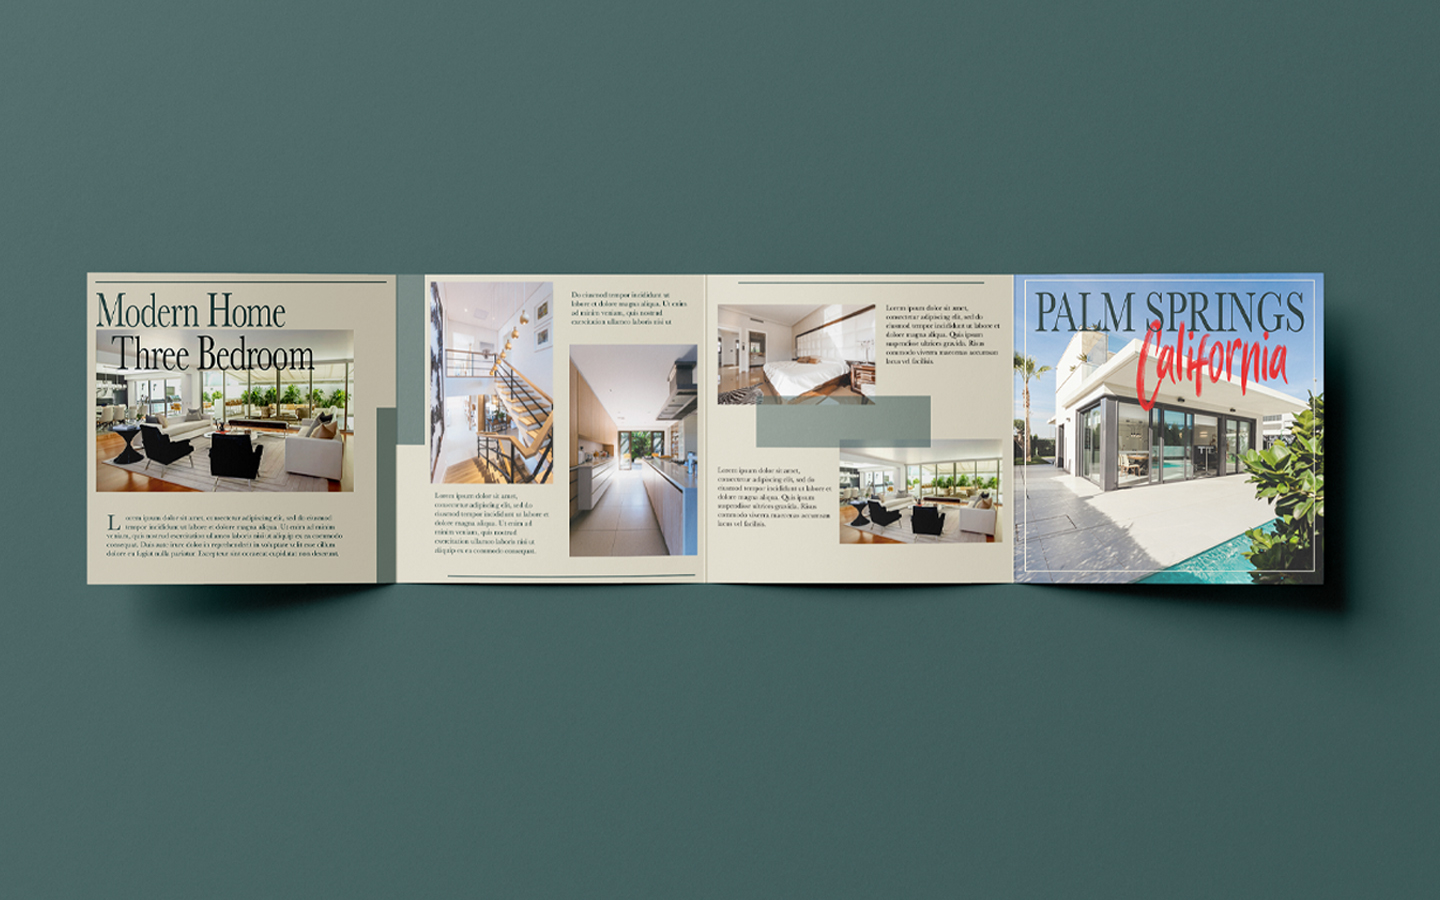 Modern Home
Three Bedroom
Lorem ipsum dolor sit amet, consectetur adipiscing elit, sed do eiusmod
tempor incididunt ut labore et dolore magna aliqua. Ut enim ad minim
veniam, quis nostrud exercitation ullamco laboris nisi ut aliquip ex ea commodo
consequat. Duis aute irure dolor in reprehenderit in voluptate velit esse cillum
dolore eu fugiat nulla pariatur. Excepteur sint occaecat cupidatat non deserunt.
Lorem ipsum dolor sit amet,
consectetur adipiscing elit, sed do
eiusmod tempor incididunt ut labore et
dolore magna aliqua. Ut enim ad
minim veniam, quis nostrud
exercitation ullamco laboris nisi ut
aliquip ex ea commodo consequat.
Do eiusmod tempor incididunt ut
labore et dolore magna aliqua. Ut enim
ad minim veniam, quis nostrud
exercitation ullamco laboris nisi ut
Lorem ipsum dolor sit amet,
consectetur adipiscing elit, sed do
eiusmod tempor incididunt ut labore et
dolore magna aliqua. Quis ipsum
suspendisse ultrices gravida. Risus
commodo viverra maecenas accumsan
lacus vel facilisis.
Lorem ipsum dolor sit amet,
consectetur adipiscing elit, sed do
eiusmod tempor incididunt ut labore et
dolore magna aliqua. Quis ipsum
suspendisse ultrices gravida. Risus
commodo viverra maecenas accumsan
lacus vel facilisis.
PALM SPRINGS
California